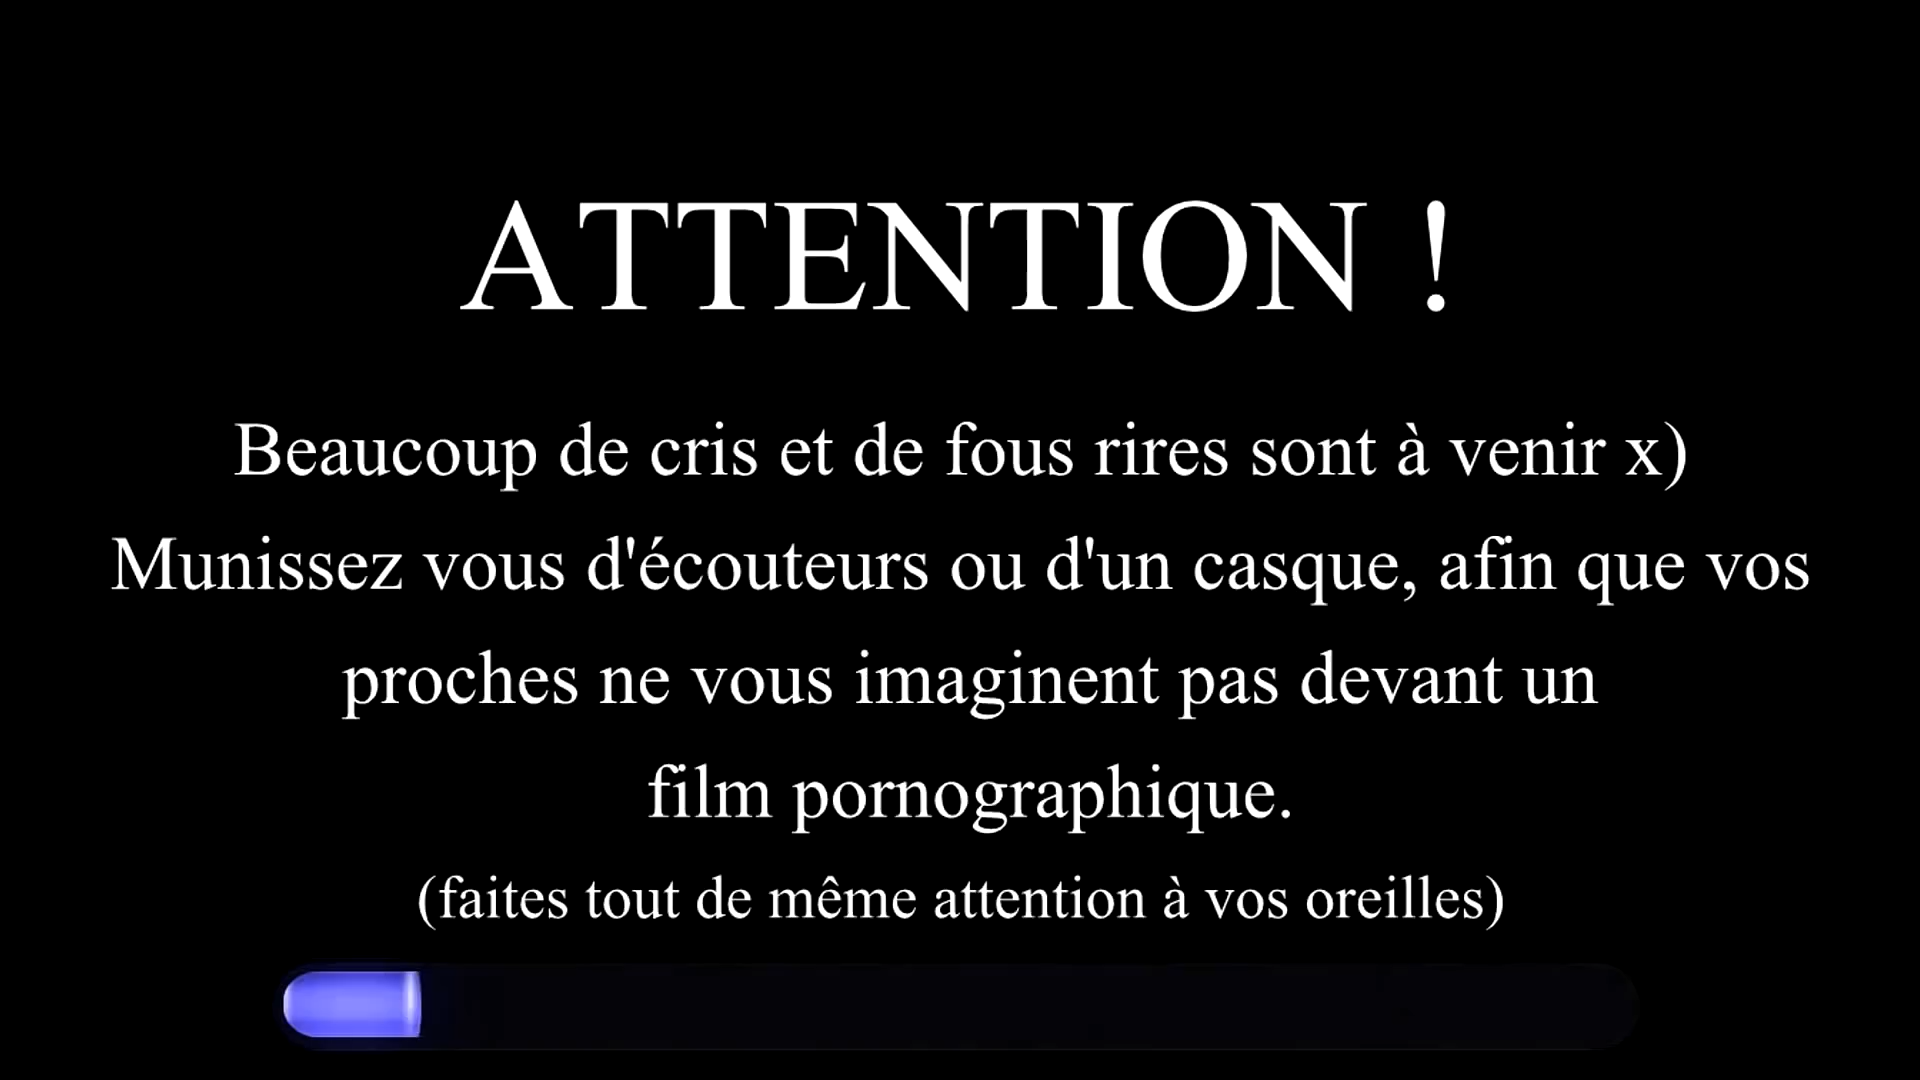 ATTENTION !
Beaucoup de cris et de fous rires sont à venir x)
Munissez vous d'écouteurs ou d'un casque, afin que vos
proches ne vous imaginent pas devant un
film pornographique.
(faites tout de même attention à vos oreilles)